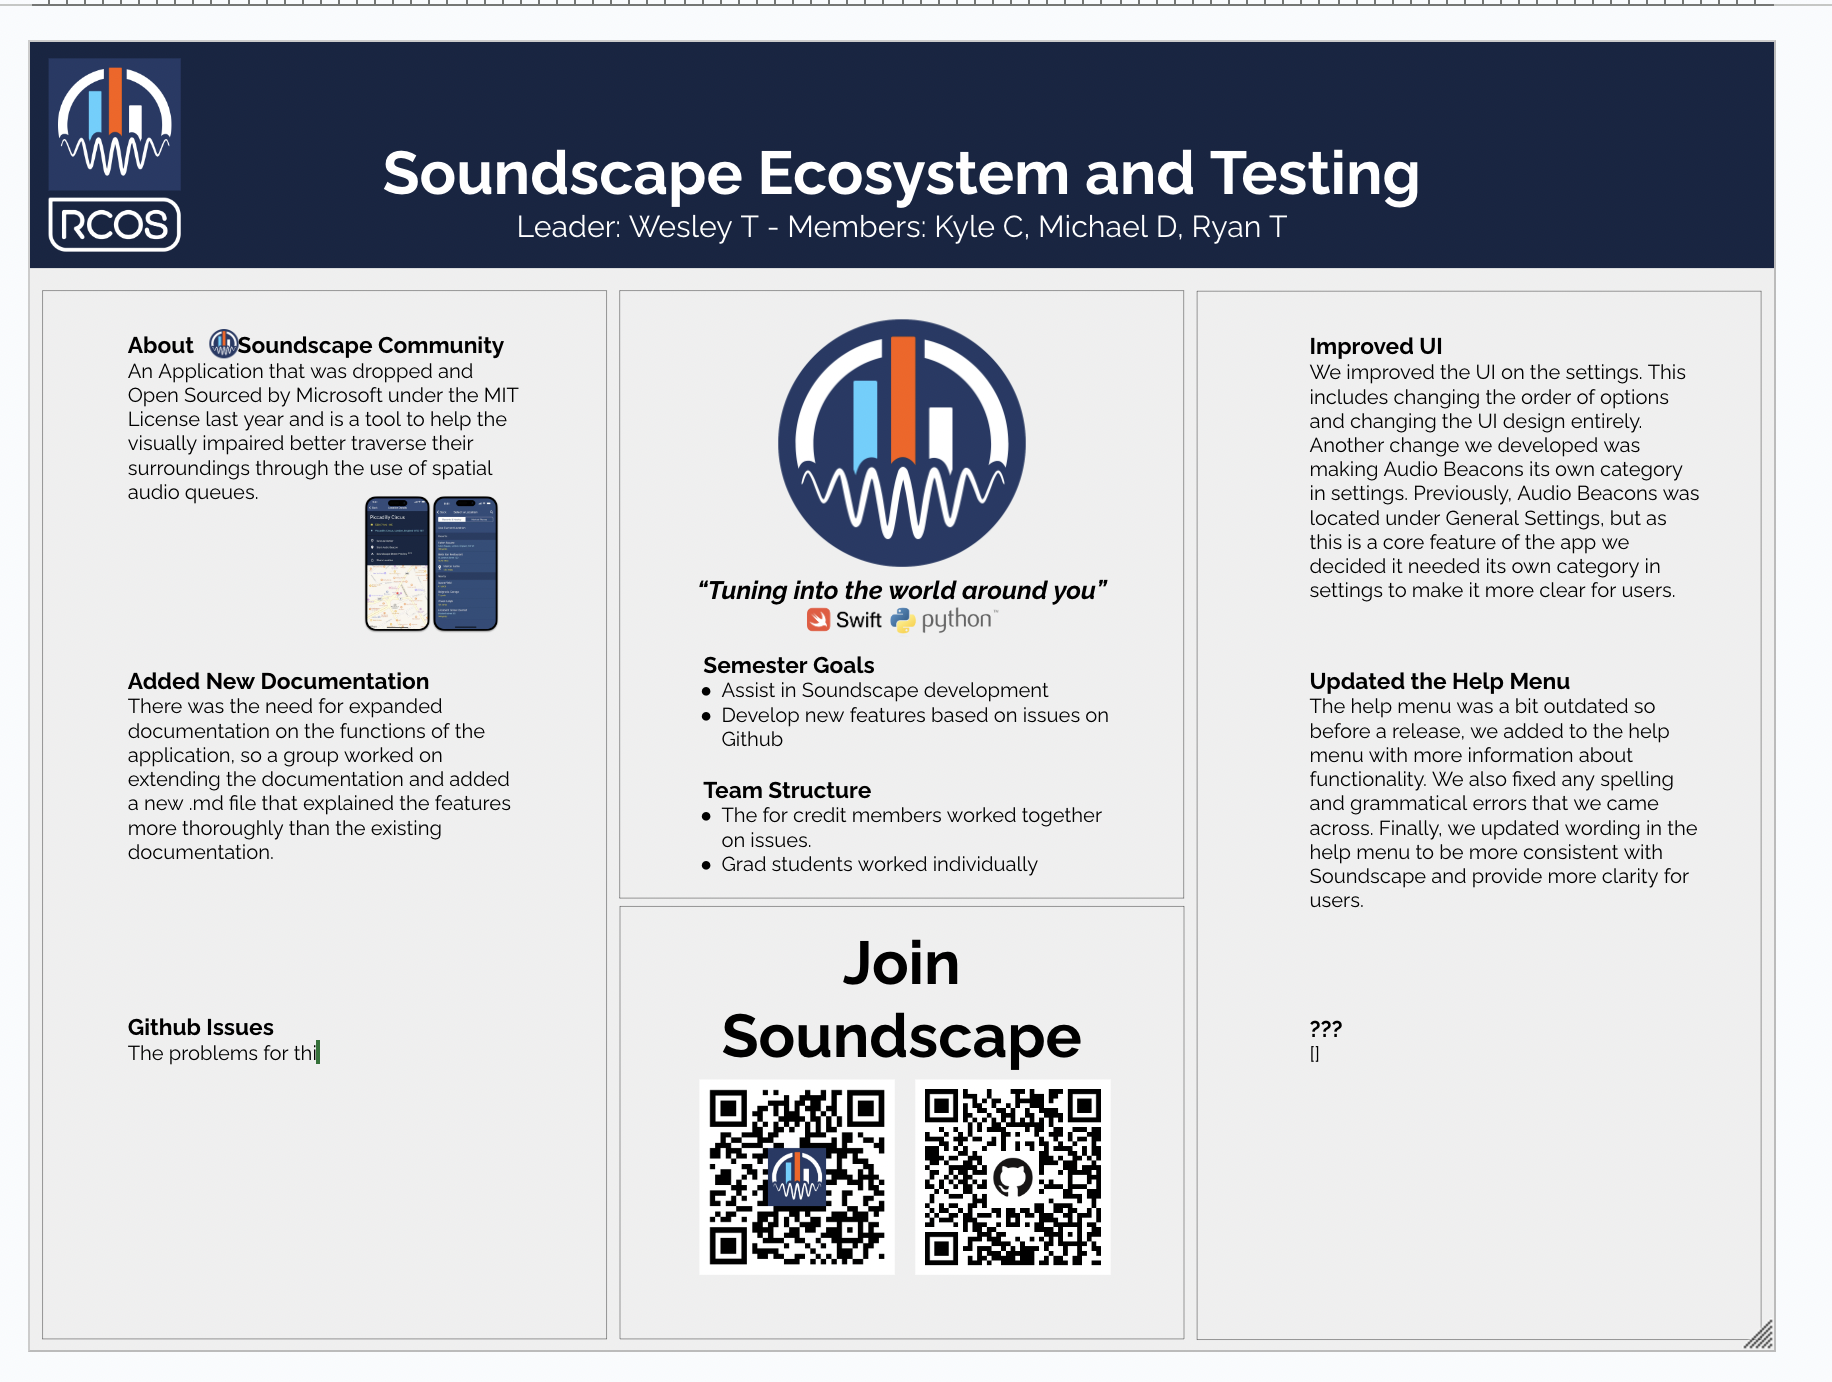 RCOS
Soundscape Ecosystem and Testing
Leader: Wesley T - Members: Kyle C, Michael D, Ryan T
About Soundscape Community
An Application that was dropped and
Open Sourced by Microsoft under the MIT
License last year and is a tool to help the
visually impaired better traverse their
surroundings through the use of spatial
audio queues.
Piccadilly Circus
Added New Documentation
There was the need for expanded
documentation on the functions of the
application, so a group worked on
extending the documentation and added
a new .md file that explained the features
more thoroughly than the existing
documentation.
Github Issues
The problems for thi
“Tuning into the world around you”
Swift python™
Semester Goals
● Assist in Soundscape development
● Develop new features based on issues on
Github
Team Structure
● The for credit members worked together
on issues.
● Grad students worked individually
Join
Soundscape
Improved UI
We improved the UI on the settings. This
includes changing the order of options
and changing the UI design entirely.
Another change we developed was
making Audio Beacons its own category
in settings. Previously, Audio Beacons was
located under General Settings, but as
this is a core feature of the app we
decided it needed its own category in
settings to make it more clear for users.
Updated the Help Menu
The help menu was a bit outdated so
before a release, we added to the help
menu with more information about
functionality. We also fixed any spelling
and grammatical errors that we came
across. Finally, we updated wording in the
help menu to be more consistent with
Soundscape and provide more clarity for
users.
???
[]